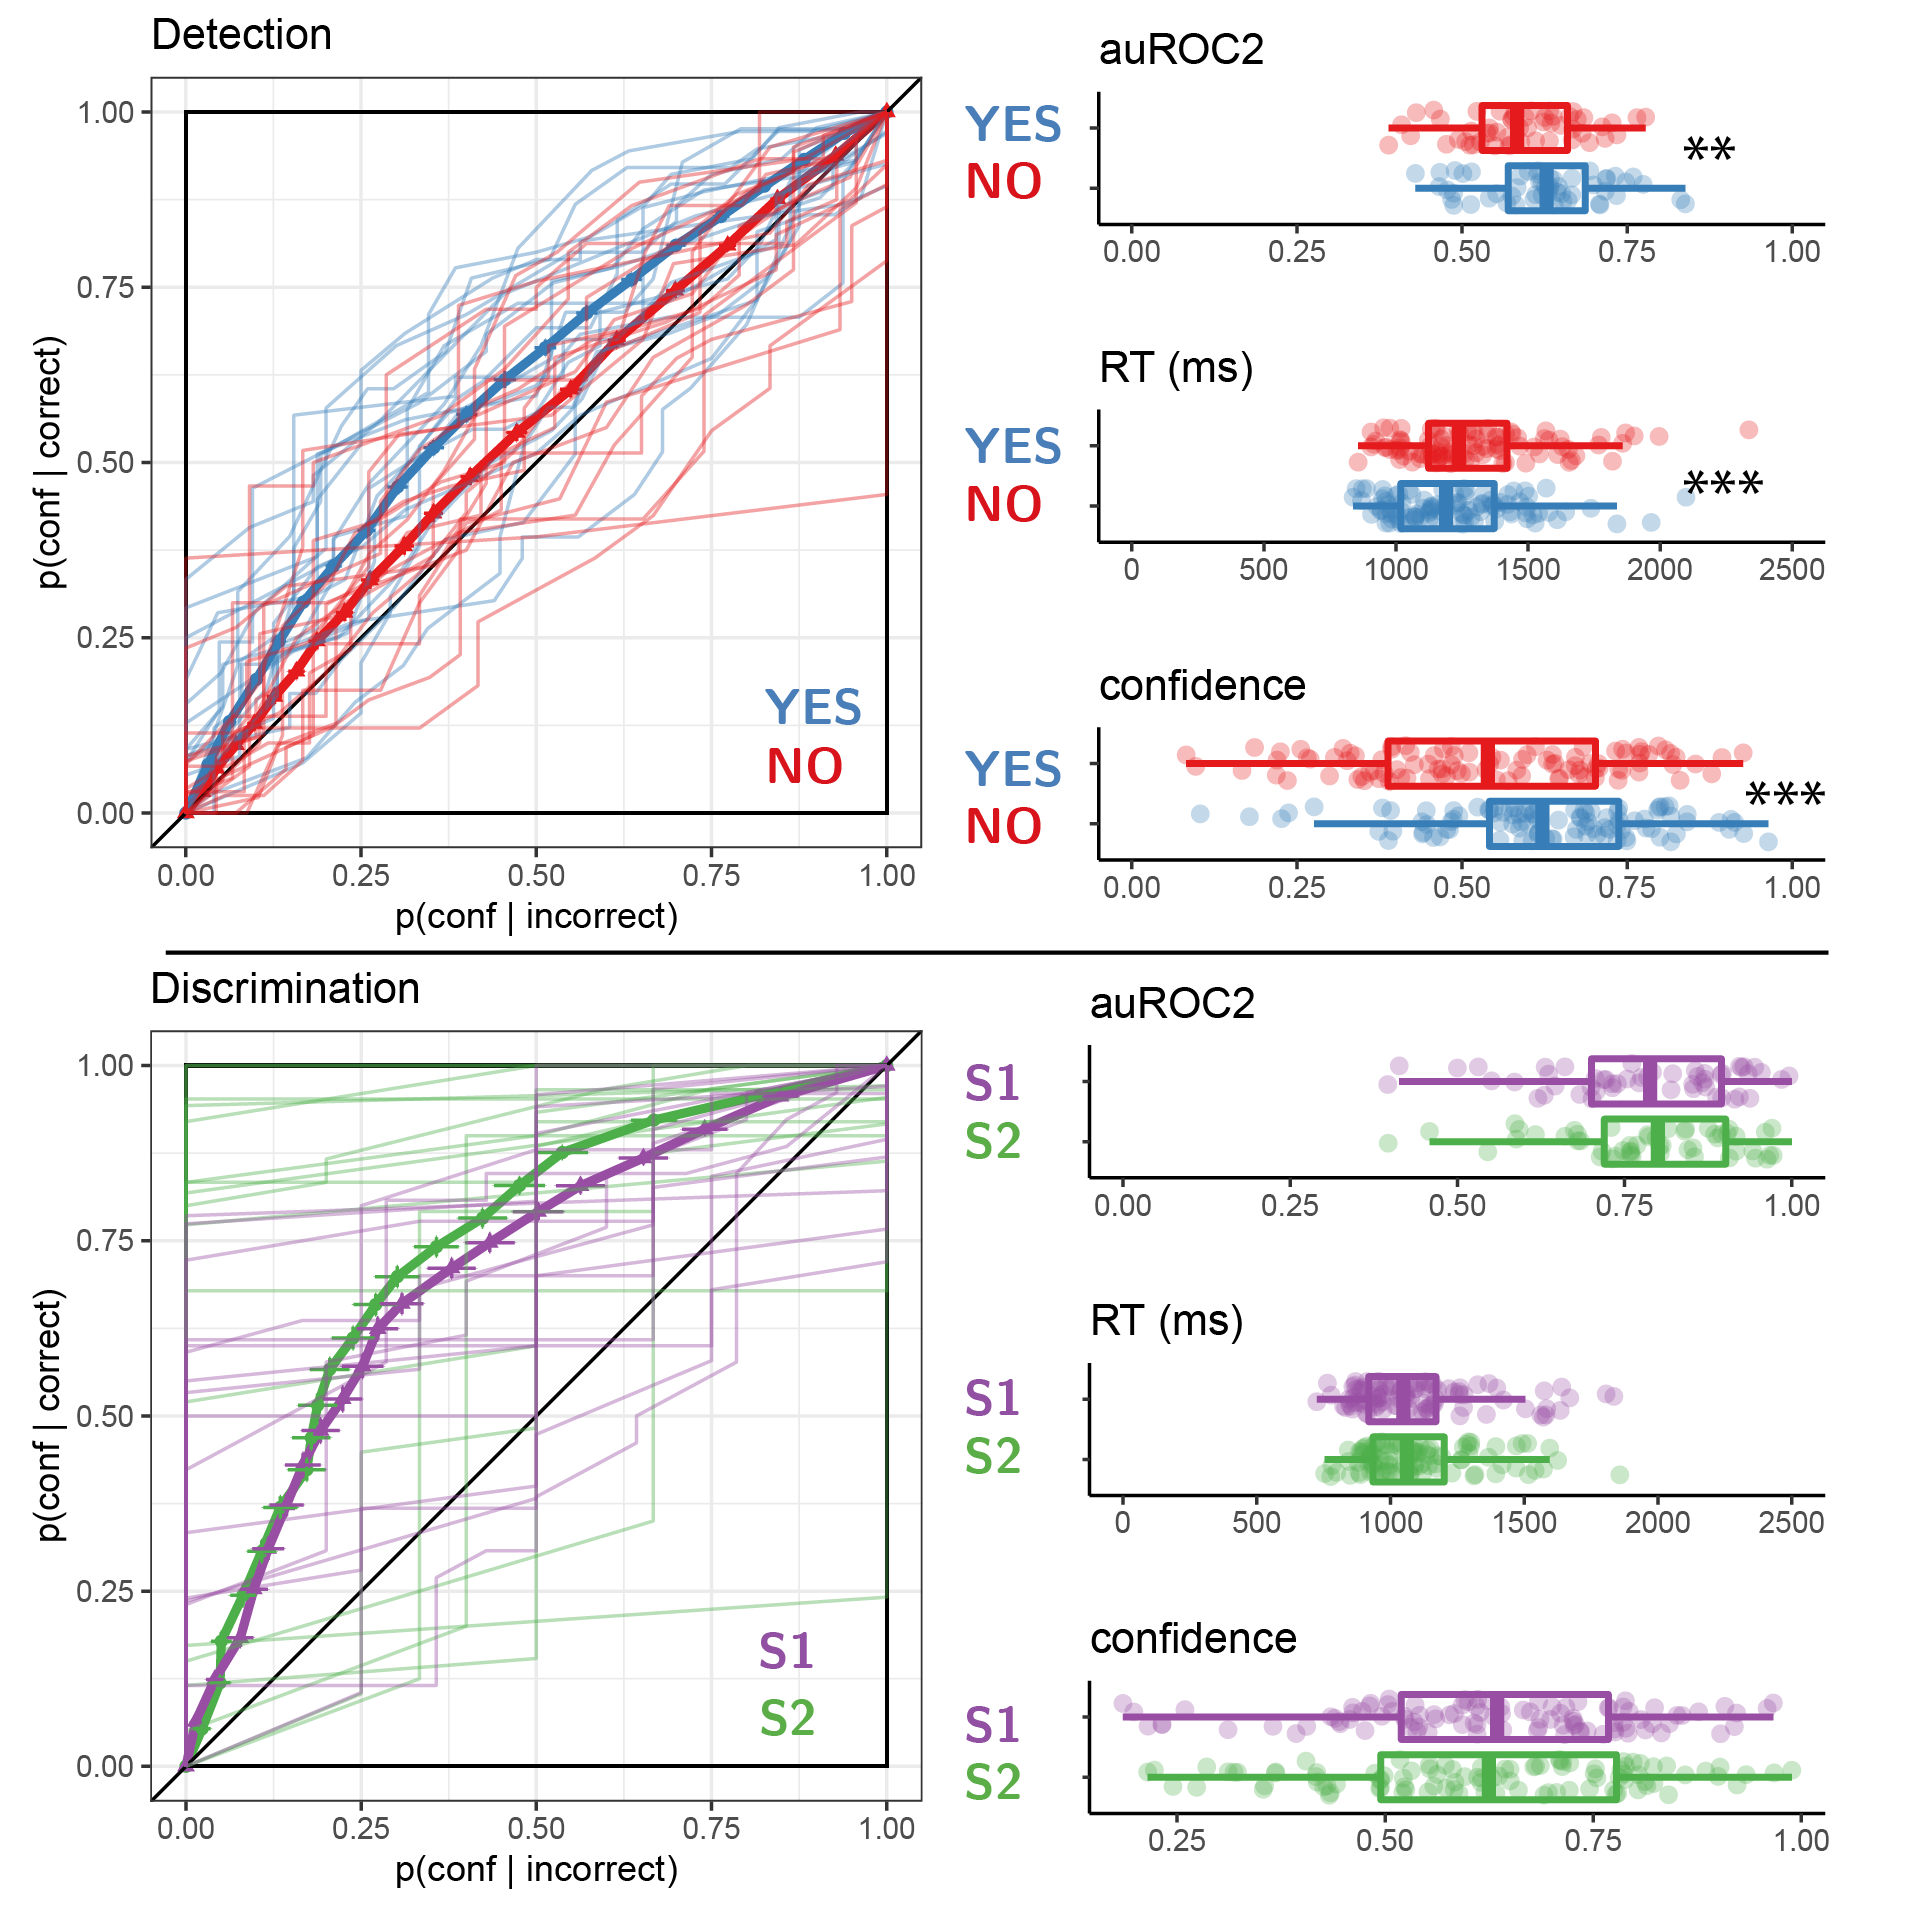 Detection
1.00
0.75
0.50
0.25
0.00
p(conf | correct)
YES
NO
0.00 0.25 0.50 0.75 1.00
p(conf | incorrect)
auROC2
YES
NO
**
0.00 0.25 0.50 0.75 1.00
RT (ms)
YES
NO
***
0 500 1000 1500 2000 2500
confidence
YES
NO
***
0.00 0.25 0.50 0.75 1.00
Discrimination
1.00
0.75
0.50
0.25
0.00
p(conf | correct)
S1
S2
0.00 0.25 0.50 0.75 1.00
p(conf | incorrect)
auROC2
S1
S2
0.00 0.25 0.50 0.75 1.00
RT (ms)
S1
S2
0 500 1000 1500 2000 2500
confidence
S1
S2
0.25 0.50 0.75 1.00